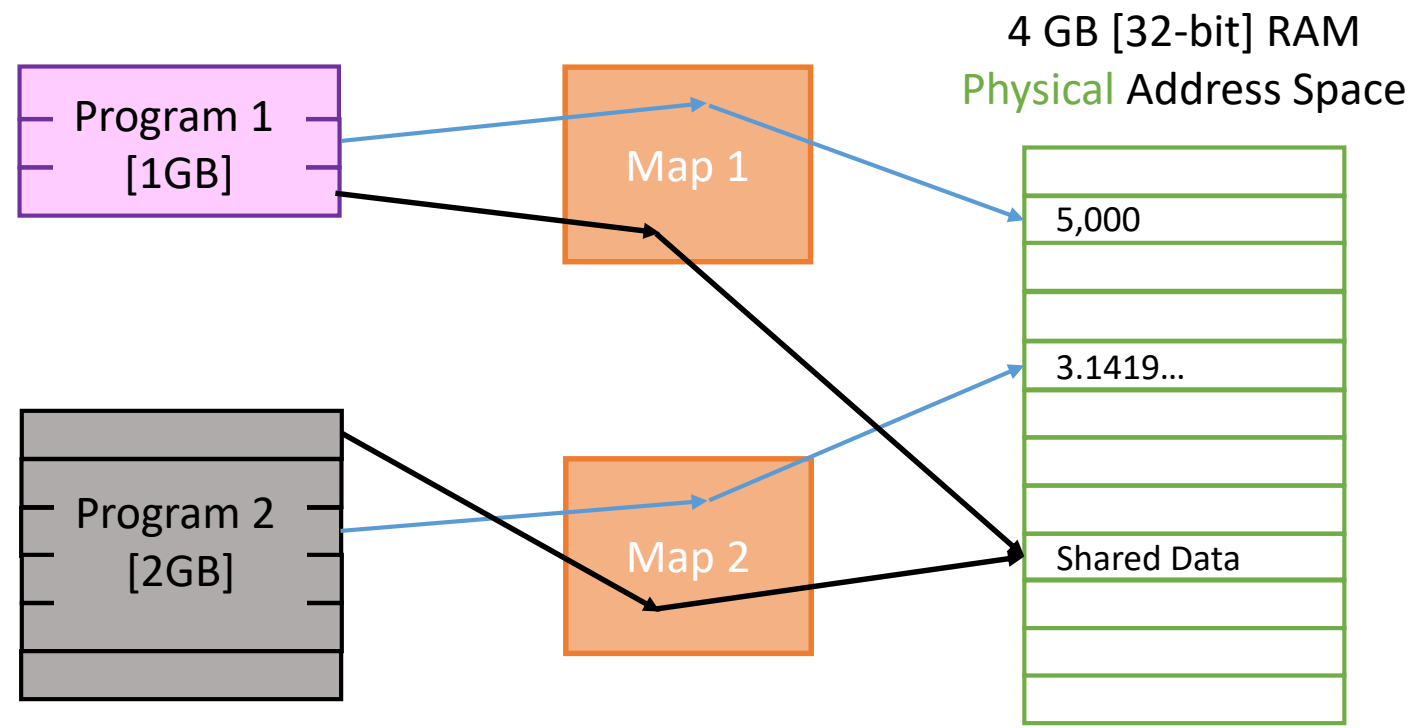 4 GB [32-bit] RAM
Physical Address Space
Program 1
[1GB]
Map 1
5,000
3.1419...
Program 2
[2GB]
Map 2
Shared Data